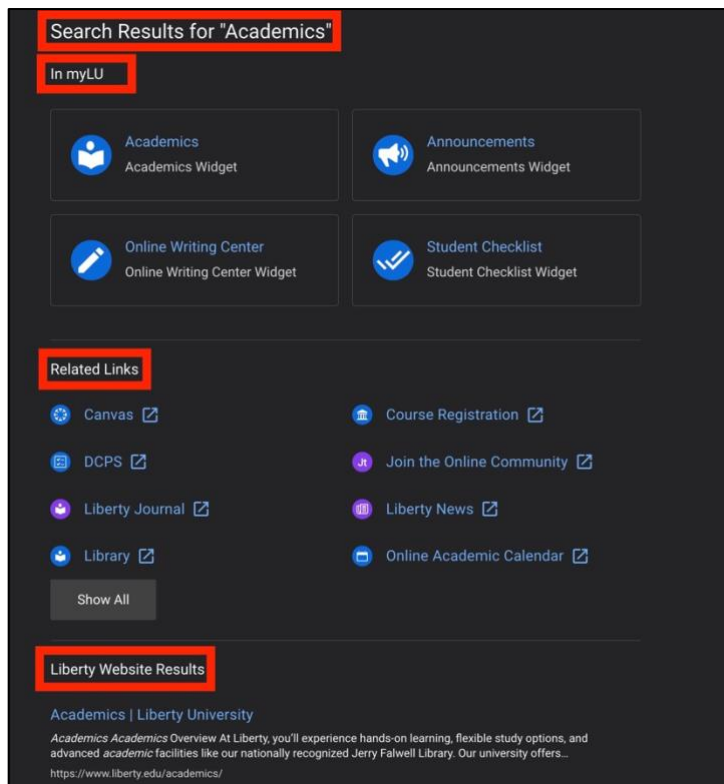 Search Results for "Academics"
In myLU
Academics
Academics Widget
Announcements
Announcements Widget
Online Writing Center
Online Writing Center Widget
Student Checklist
Student Checklist Widget
Related Links
Canvas
Course Registration
DCPS
Jt
Join the Online Community
Liberty Journal
Liberty News
Library
Online Academic Calendar
Show All
Liberty Website Results
Academics | Liberty University
Academics Academics Overview At Liberty, you'll experience hands-on learning, flexible study options, and
advanced academic facilities like our nationally recognized Jerry Falwell Library. Our university offers...
https://www.liberty.edu/academics/